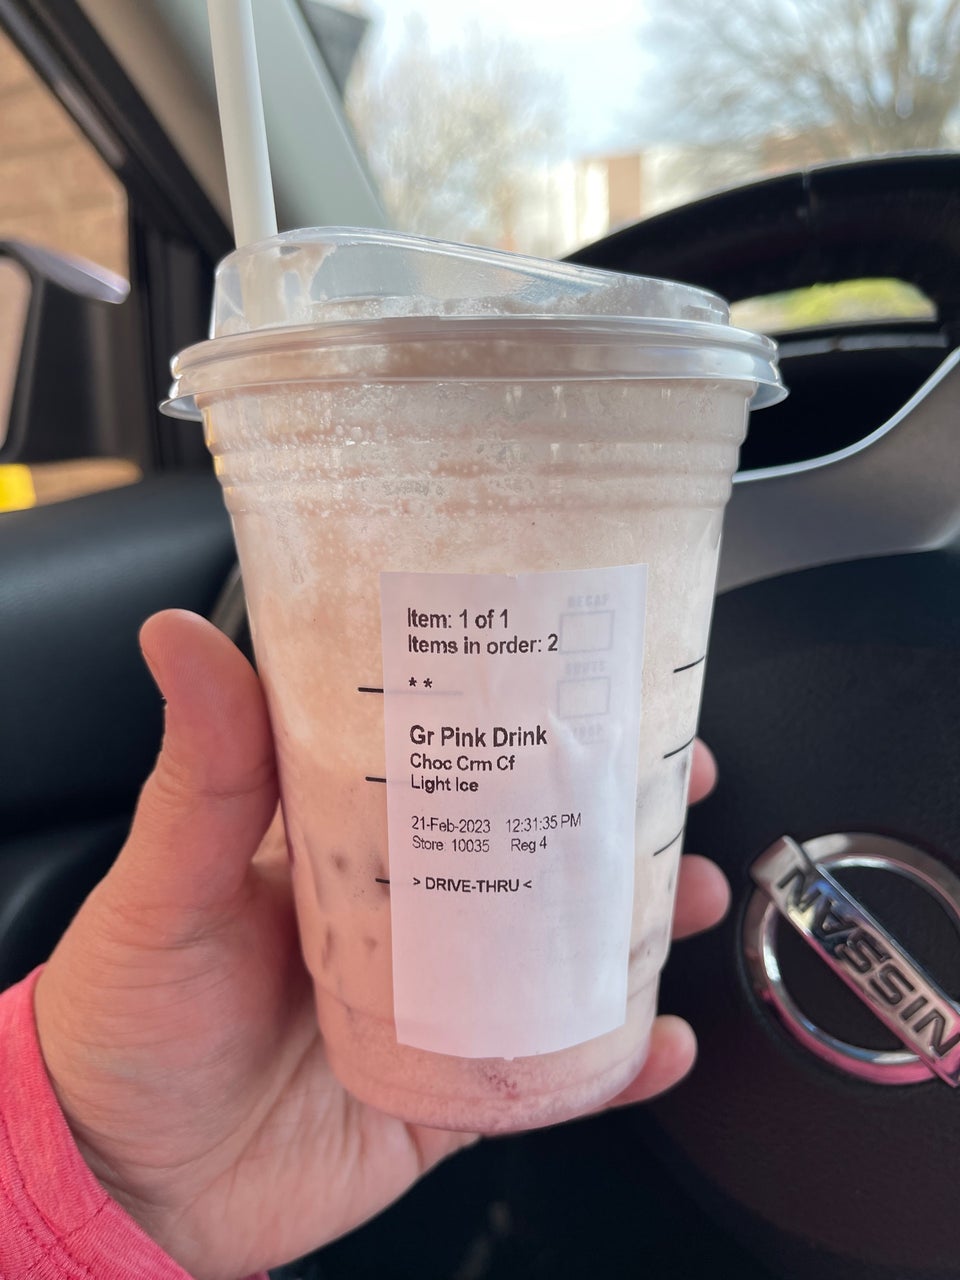 Item: 1 of 1
Items in order: 2
* *
Gr Pink Drink
Choc Crm Cf
Light Ice
21-Feb-2023 12:31:35 PM
Store 10035 Reg 4
> DRIVE-THRU <
DECAF
NISSAN